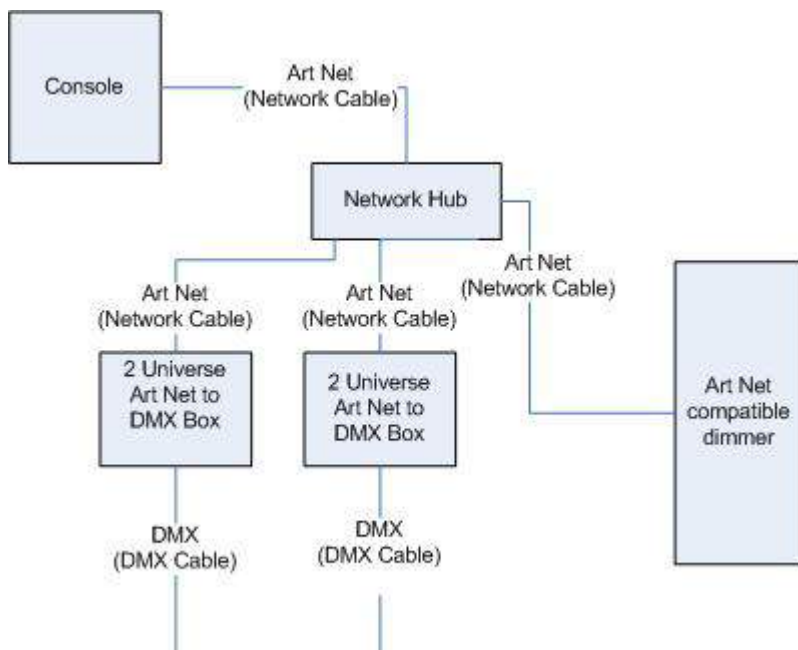 Console
Art Net
(Network Cable)
Network Hub
Art Net
(Network Cable)
Art Net
(Network Cable)
Art Net
(Network Cable)
2 Universe
Art Net to
DMX Box
2 Universe
Art Net to
DMX Box
Art Net
compatible
dimmer
DMX
(DMX Cable)
DMX
(DMX Cable)